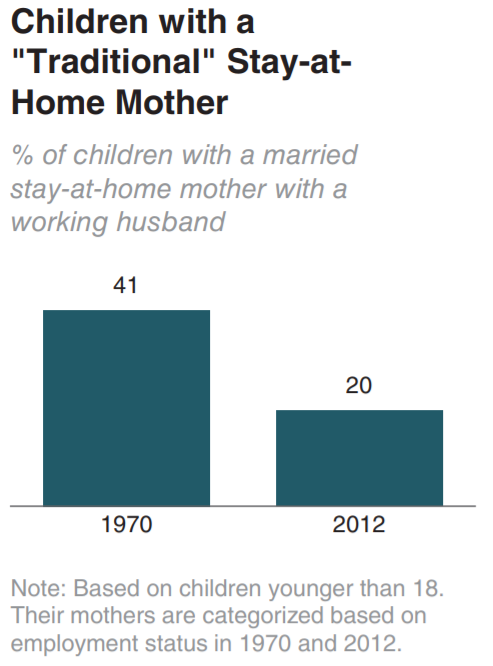 Children with a
"Traditional" Stay-at-
Home Mother
% of children with a married
stay-at-home mother with a
working husband
41
20
1970
2012
Note: Based on children younger than 18.
Their mothers are categorized based on
employment status in 1970 and 2012.